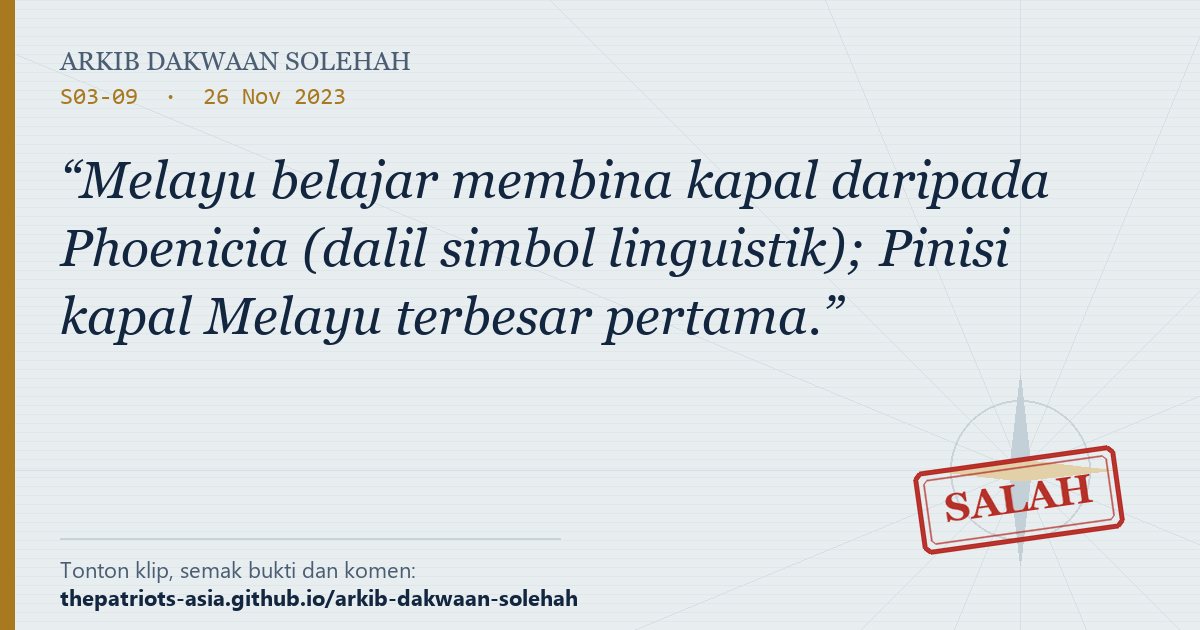 ARKIB DAKWAAN SOLEHAH
S03-09 · 26 Nov 2023
“Melayu belajar membina kapal daripada
Phoenicia (dalil simbol linguistik); Pinisi
kapal Melayu terbesar pertama.”
SALAH
Tonton klip, semak bukti dan komen:
thepatriots-asia.github.io/arkib-dakwaan-solehah